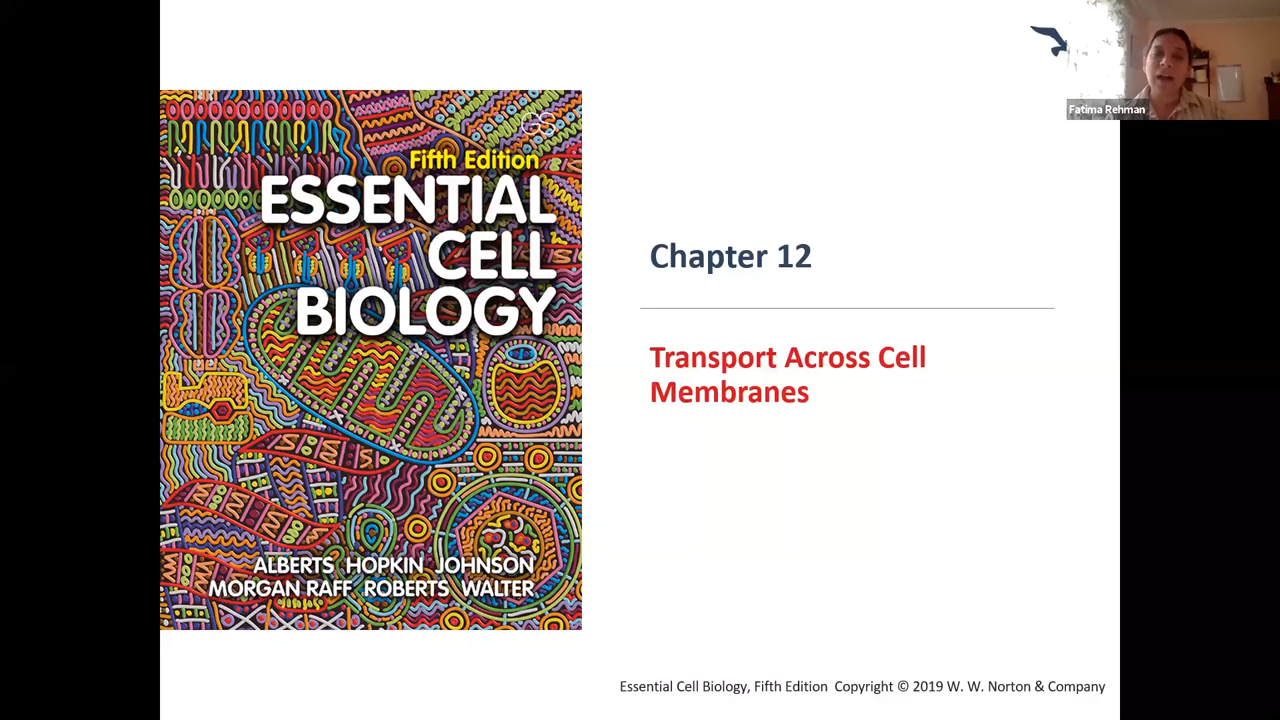 Fatima Rehman
Fifth Edition
ESSENTIAL
CELL
BIOLOGY
ALBERTS HOPKIN JOHNSON
MORGAN RAFF ROBERTS WALTER
Chapter 12
Transport Across Cell
Membranes
Essential Cell Biology, Fifth Edition Copyright © 2019 W. W. Norton & Company